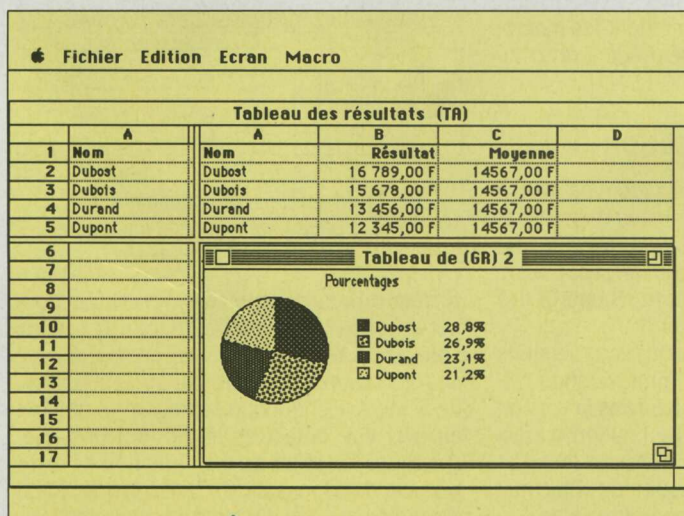 Fichier Edition Ecran Macro
Tableau des résultats (TA)
A A B C D
1 Nom Nom Résultat Moyenne
2 Dubost Dubost 16 789,00 F 14567,00 F
3 Dubois Dubois 15 678,00 F 14567,00 F
4 Durand Durand 13 456,00 F 14567,00 F
5 Dupont Dupont 12 345,00 F 14567,00 F
6
Tableau de (GR) 2
7
Pourcentages
8
9
10 Dubost 28,8%
11 Dubois 26,9%
12 Durand 23,1%
13 Dupont 21,2%
14
15
16
17